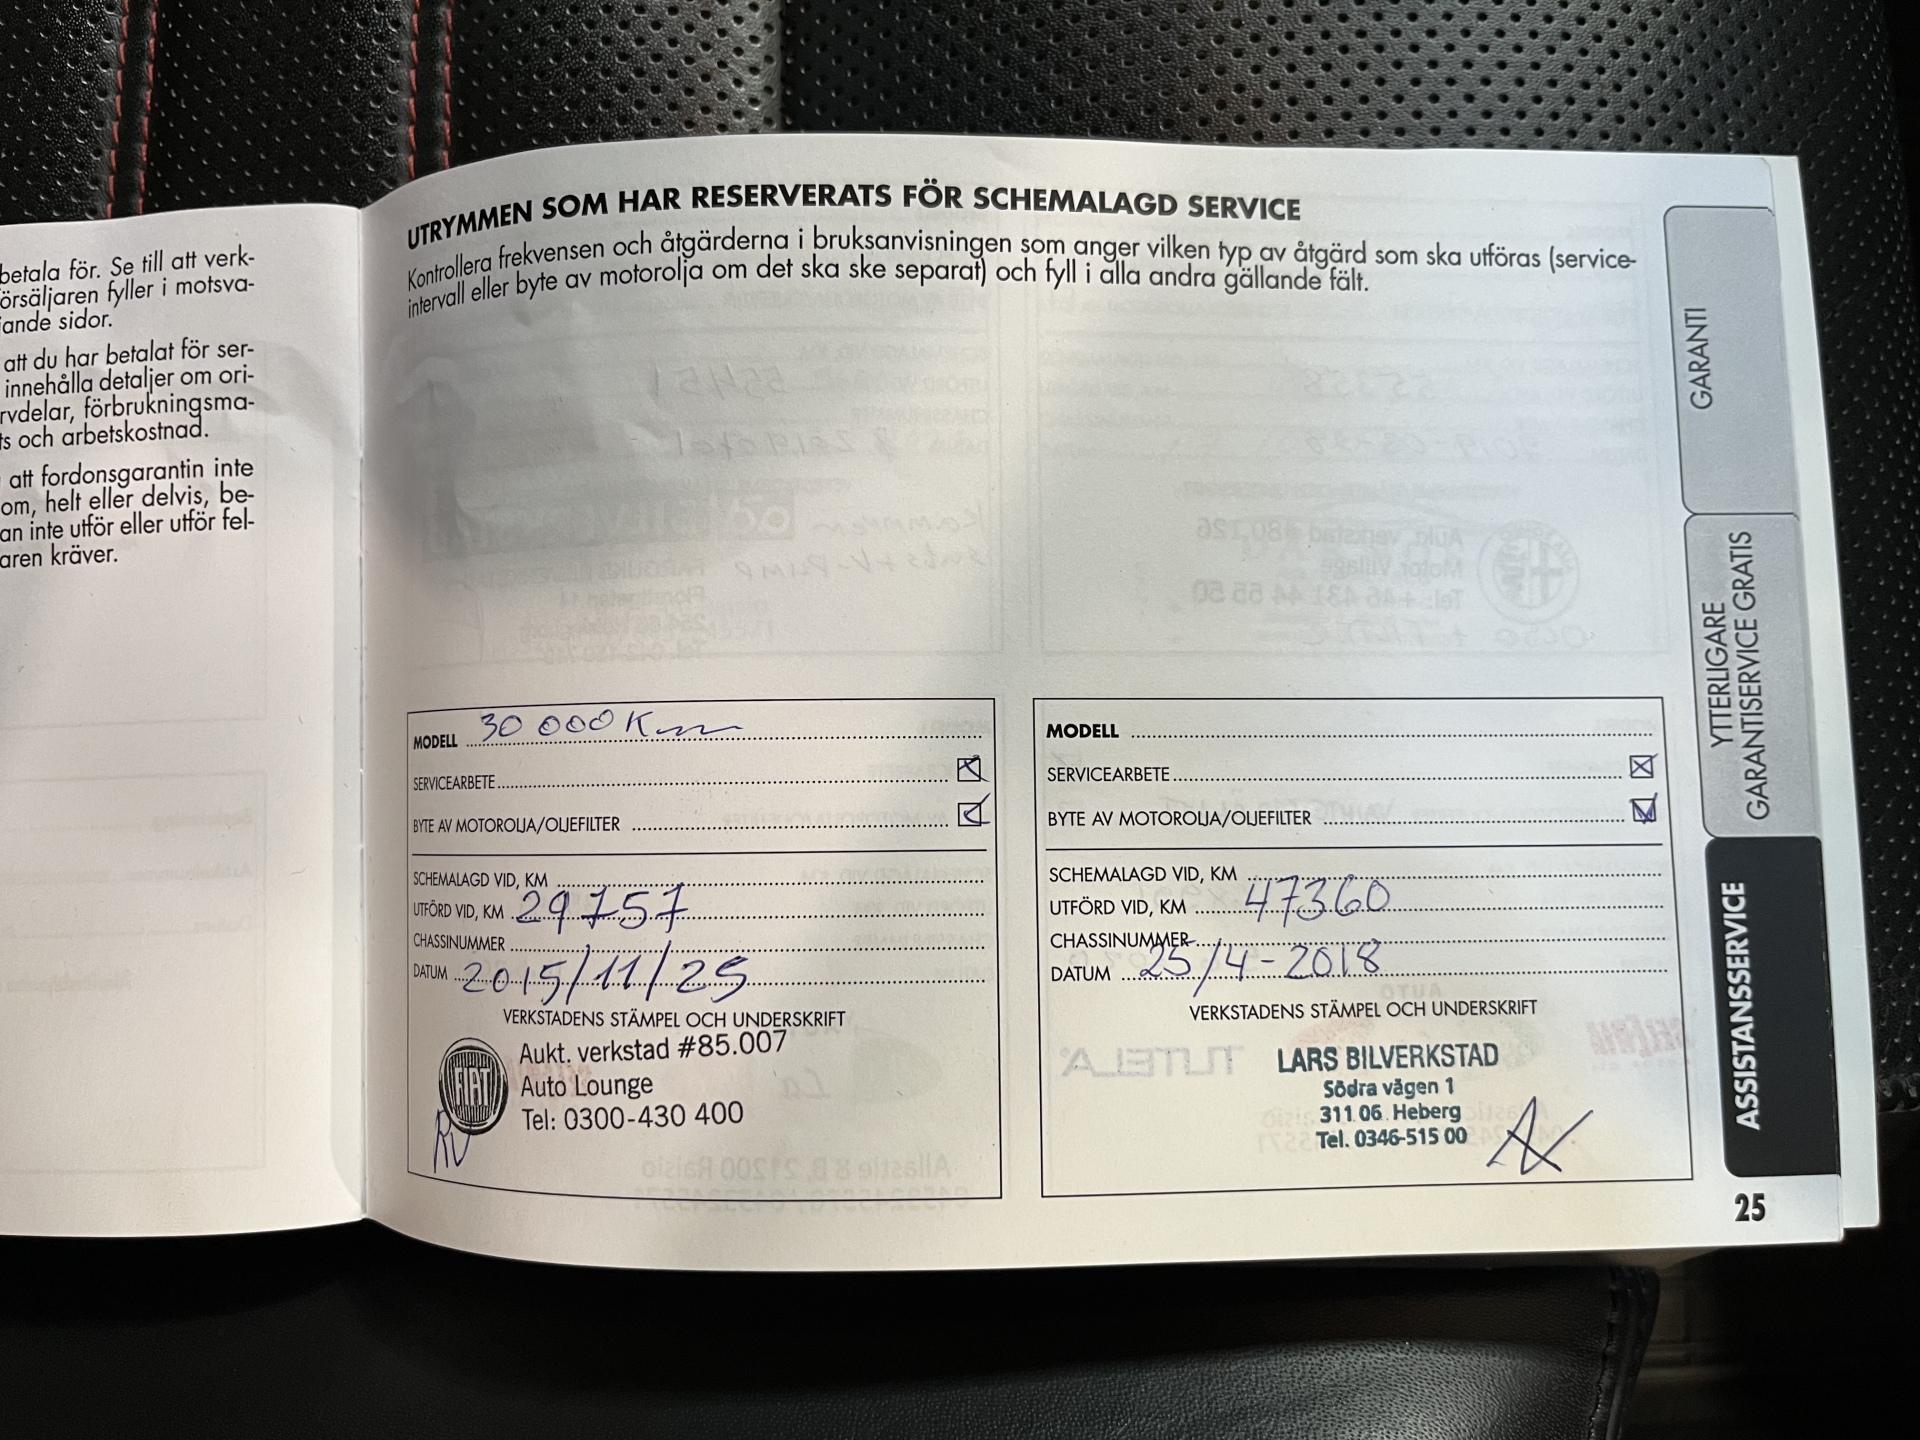 betala för. Se till att verk-
örsäljaren fyller i motsva-
ande sidor.
att du har betalat för ser-
innehålla detaljer om ori-
rvdelar, förbrukningsma-
ts och arbetskostnad.
att fordonsgarantin inte
om, helt eller delvis, be-
an inte utför eller utför fel-
aren kräver.
UTRYMMEN SOM HAR RESERVERATS FÖR SCHEMALAGD SERVICE
Kontrollera frekvensen och åtgärderna i bruksanvisningen som anger vilken typ av åtgärd som ska utföras (service-
intervall eller byte av motorolja om det ska ske separat) och fyll i alla andra gällande fält.
MODELL 30 000 Km
SERVICEARBETE
BYTE AV MOTOROLJA/OLJEFILTER
SCHEMALAGD VID, KM
UTFÖRD VID, KM 29757
CHASSINUMMER
DATUM 2015/11/25
VERKSTADENS STÄMPEL OCH UNDERSKRIFT
FIAT
Aukt. verkstad #85.007
Auto Lounge
Tel: 0300-430 400
MODELL
SERVICEARBETE
BYTE AV MOTOROLJA/OLJEFILTER
SCHEMALAGD VID, KM
UTFÖRD VID, KM 47360
CHASSINUMMER
DATUM 25/4-2018
VERKSTADENS STÄMPEL OCH UNDERSKRIFT
LARS BILVERKSTAD
Södra vägen 1
311 06 Heberg
Tel. 0346-515 00
GARANTI
YTTERLIGARE
GARANTISERVICE GRATIS
ASSISTANSSERVICE
25